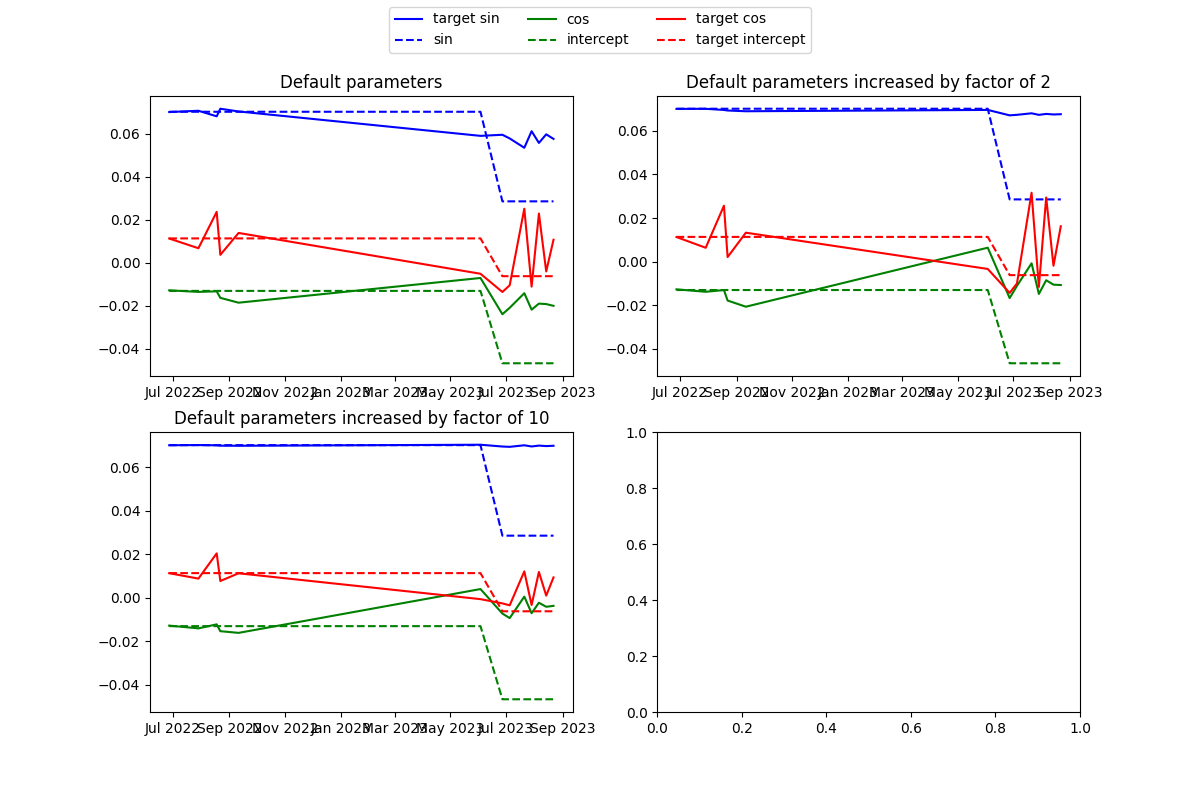 target sin cos target cos
sin intercept target intercept
Default parameters
Default parameters increased by factor of 2
0.06
0.04
0.02
0.00
−0.02
−0.04
Jul 2022 Sep 2022 Nov 2022 Jan 2023 Mar 2023 May 2023 Jul 2023 Sep 2023
0.06
0.04
0.02
0.00
−0.02
−0.04
Jul 2022 Sep 2022 Nov 2022 Jan 2023 Mar 2023 May 2023 Jul 2023 Sep 2023
Default parameters increased by factor of 10
0.06
0.04
0.02
0.00
−0.02
−0.04
Jul 2022 Sep 2022 Nov 2022 Jan 2023 Mar 2023 May 2023 Jul 2023 Sep 2023
1.0
0.8
0.6
0.4
0.2
0.0
0.0 0.2 0.4 0.6 0.8 1.0